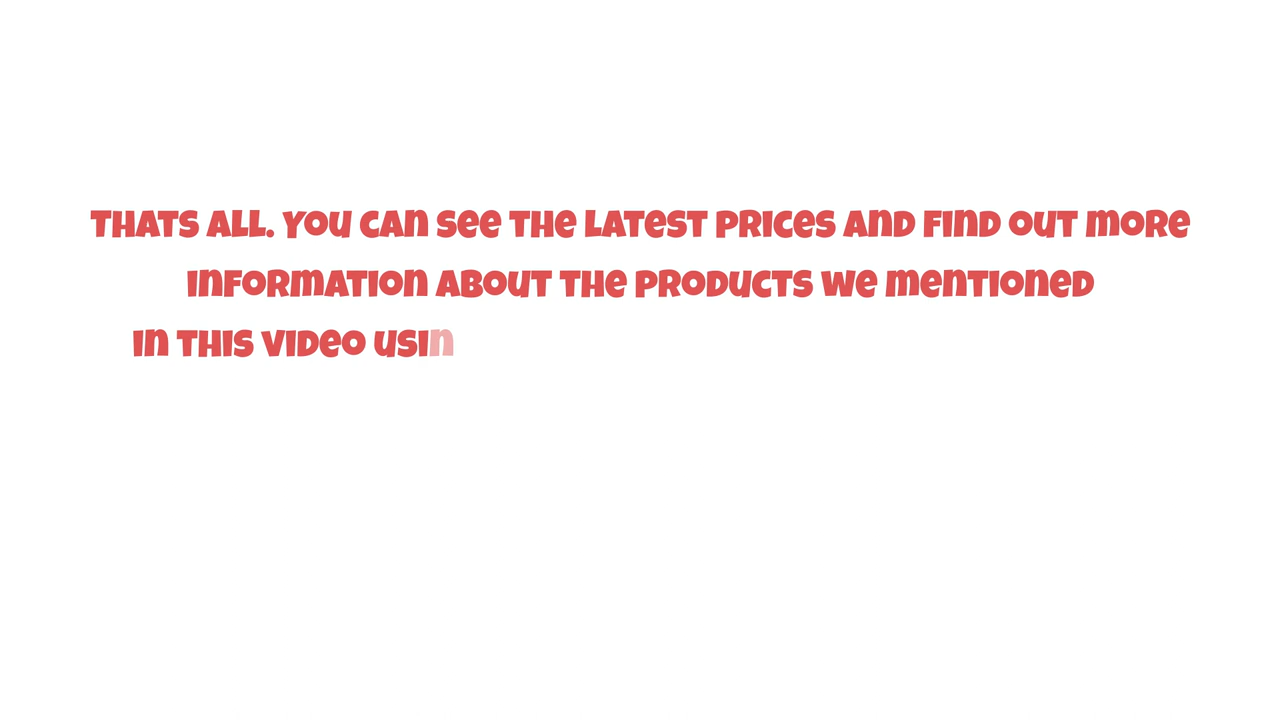 THATS ALL. YOU CAN SEE THE LATEST PRICES AND FIND OUT MORE
INFORMATION ABOUT THE PRODUCTS WE MENTIONED
IN THIS VIDEO USIN